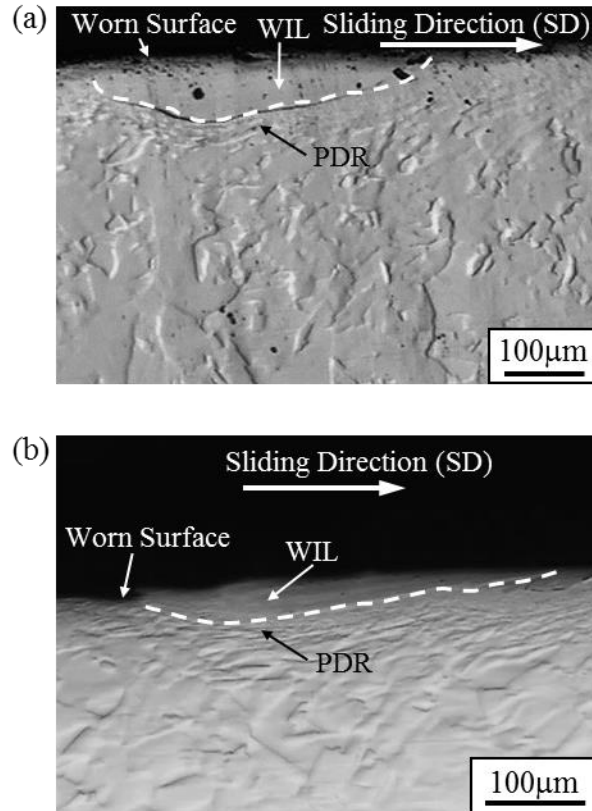 (a)
Worn Surface
WIL
Sliding Direction (SD)
PDR
100μm
(b)
Sliding Direction (SD)
Worn Surface
WIL
PDR
100μm